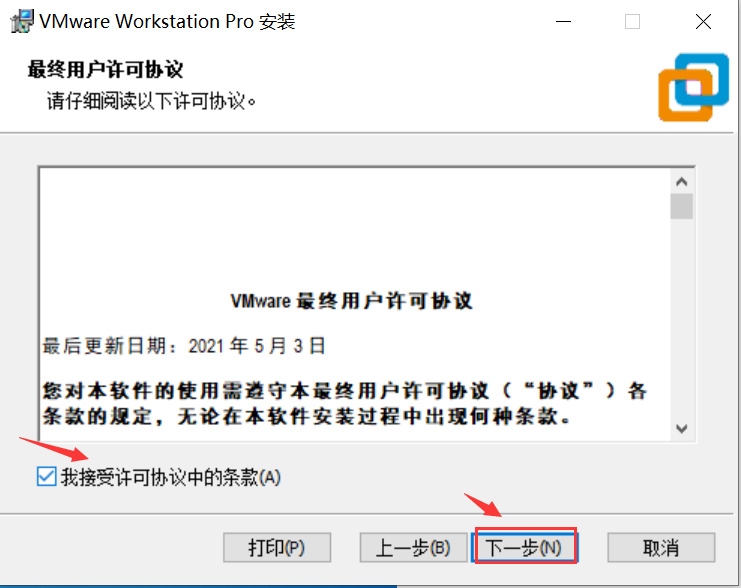 VMware Workstation Pro 安装
最终用户许可协议
请仔细阅读以下许可协议。
VMware 最终用户许可协议
最后更新日期：2021 年 5 月 3 日
您对本软件的使用需遵守本最终用户许可协议（“协议”）各
条款的规定，无论在本软件安装过程中出现何种条款。
我接受许可协议中的条款(A)
打印(P) 上一步(B) 下一步(N) 取消